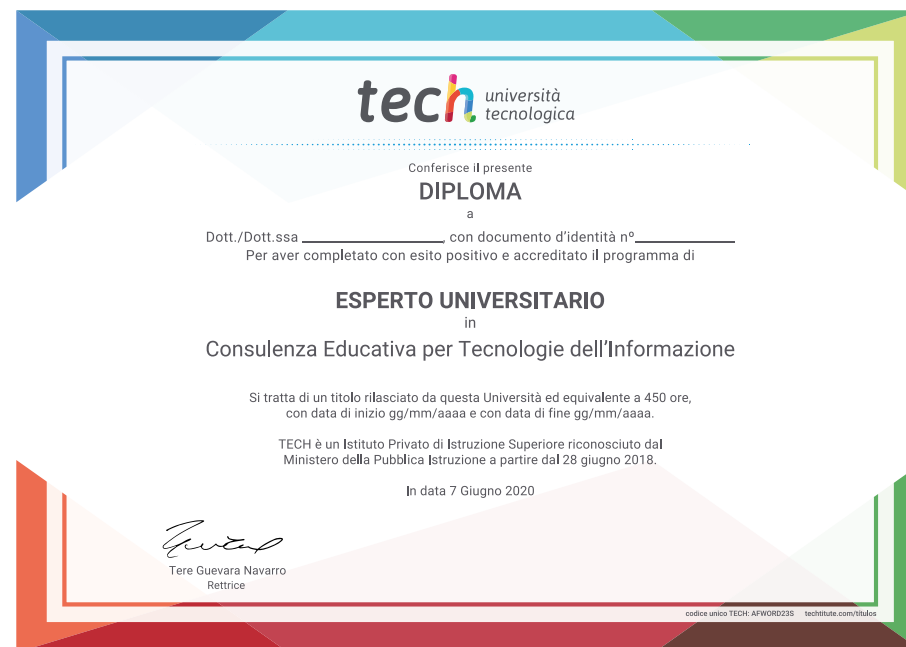 tech università
tecnologica
Conferisce il presente
DIPLOMA
a
Dott./Dott.ssa ________________, con documento d'identità nº____________
Per aver completato con esito positivo e accreditato il programma di
ESPERTO UNIVERSITARIO
in
Consulenza Educativa per Tecnologie dell'Informazione
Si tratta di un titolo rilasciato da questa Università ed equivalente a 450 ore,
con data di inizio gg/mm/aaaa e con data di fine gg/mm/aaaa.
TECH è un Istituto Privato di Istruzione Superiore riconosciuto dal
Ministero della Pubblica Istruzione a partire dal 28 giugno 2018.
In data 7 Giugno 2020
Tere Guevara Navarro
Rettrice
codice unico TECH: AFWORD23S techtitute.com/títulos